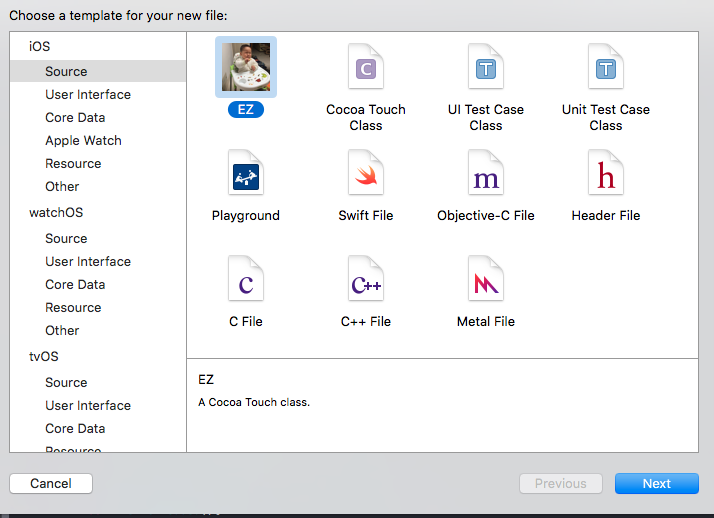 Choose a template for your new file:
iOS
Source
User Interface
Core Data
Apple Watch
Resource
Other
watchOS
Source
User Interface
Core Data
Resource
Other
tvOS
Source
User Interface
Core Data
Resource
EZ
C
Cocoa Touch
Class
T
UI Test Case
Class
T
Unit Test Case
Class
Playground
Swift File
m
Objective-C File
h
Header File
c
C File
C++
C++ File
Metal File
EZ
A Cocoa Touch class.
Cancel
Previous
Next